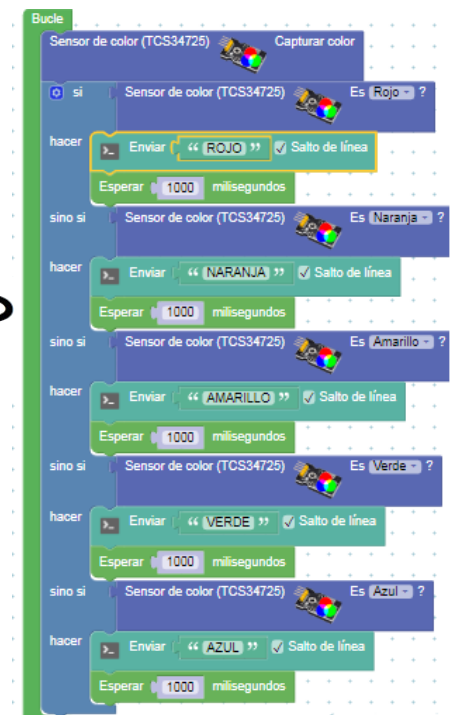 Bucle
Sensor de color (TCS34725) Capturar color
si Sensor de color (TCS34725) Es Rojo ?
hacer >_ Enviar “ ROJO ” Salto de línea
Esperar 1000 milisegundos
sino si Sensor de color (TCS34725) Es Naranja ?
hacer >_ Enviar “ NARANJA ” Salto de línea
Esperar 1000 milisegundos
sino si Sensor de color (TCS34725) Es Amarillo ?
hacer >_ Enviar “ AMARILLO ” Salto de línea
Esperar 1000 milisegundos
sino si Sensor de color (TCS34725) Es Verde ?
hacer >_ Enviar “ VERDE ” Salto de línea
Esperar 1000 milisegundos
sino si Sensor de color (TCS34725) Es Azul ?
hacer >_ Enviar “ AZUL ” Salto de línea
Esperar 1000 milisegundos